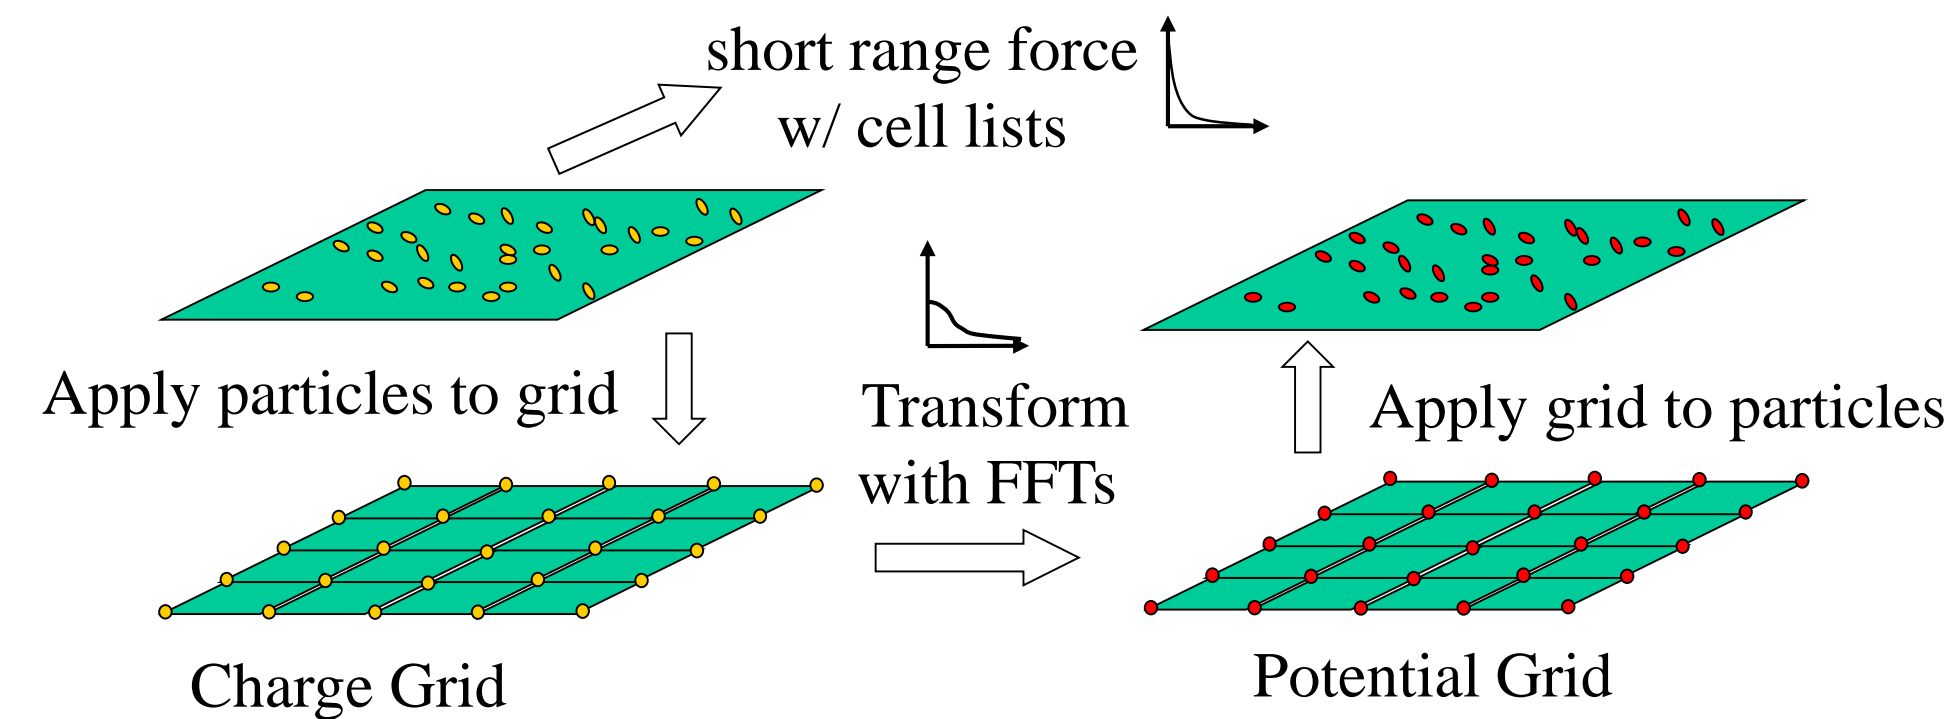 short range force
w/ cell lists
Apply particles to grid
Transform
with FFTs
Apply grid to particles
Charge Grid
Potential Grid